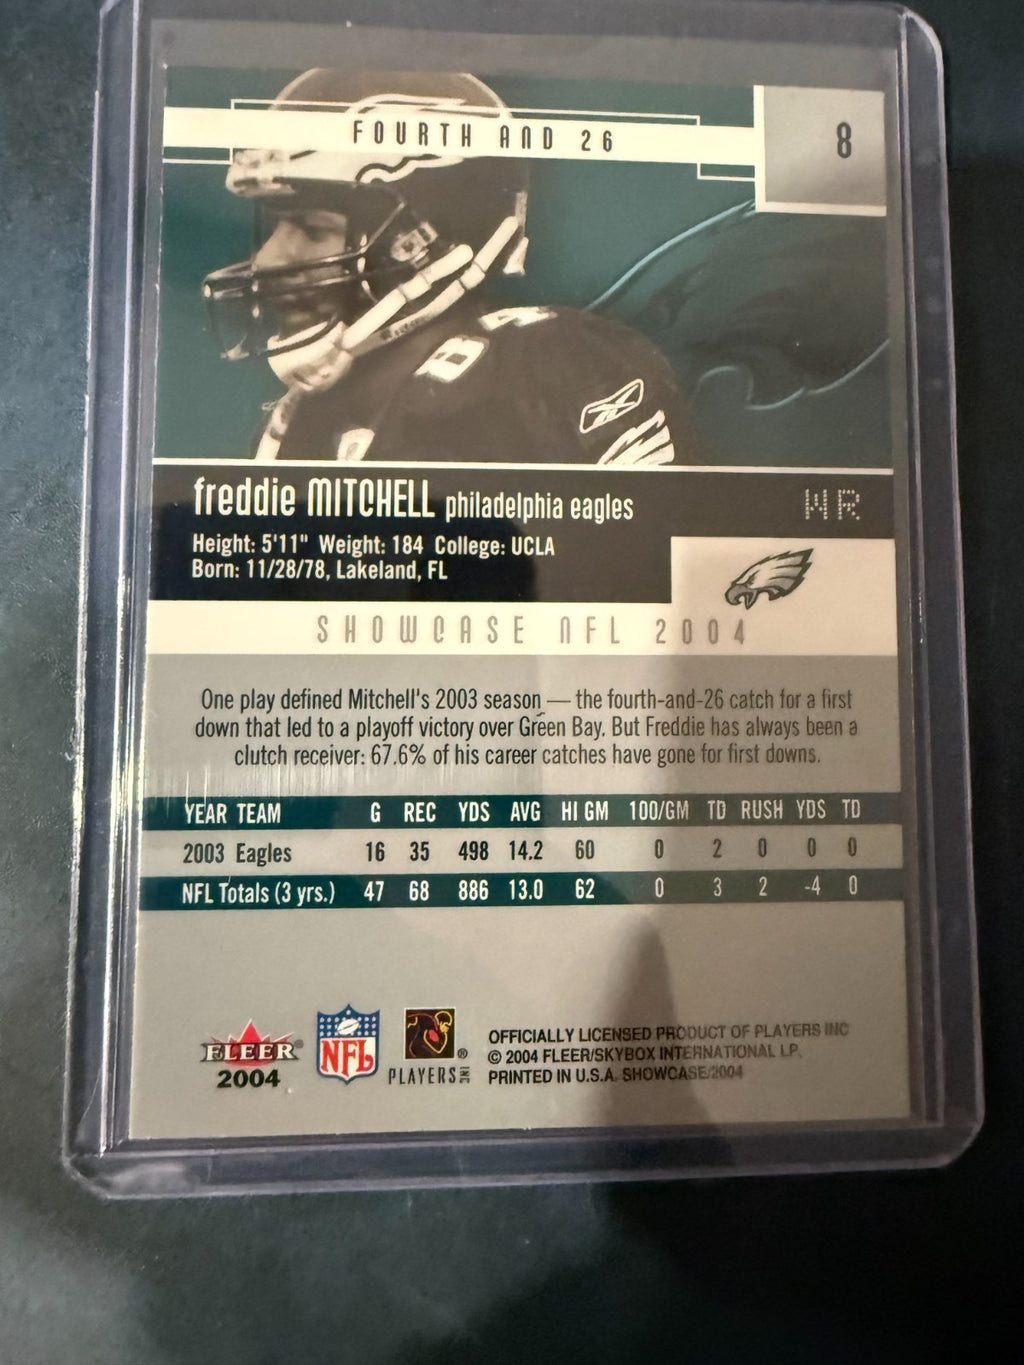 FOURTH AND 26
8
8
freddie MITCHELL philadelphia eagles WR
Height: 5'11" Weight: 184 College: UCLA
Born: 11/28/78, Lakeland, FL
SHOWCASE NFL 2004
One play defined Mitchell's 2003 season — the fourth-and-26 catch for a first
down that led to a playoff victory over Green Bay. But Freddie has always been a
clutch receiver: 67.6% of his career catches have gone for first downs.
YEAR TEAM G REC YDS AVG HI GM 100/GM TD RUSH YDS TD
2003 Eagles 16 35 498 14.2 60 0 2 0 0 0
NFL Totals (3 yrs.) 47 68 886 13.0 62 0 3 2 -4 0
FLEER®
2004
NFL
PLAYERS INC ®
OFFICIALLY LICENSED PRODUCT OF PLAYERS INC
© 2004 FLEER/SKYBOX INTERNATIONAL LP.
PRINTED IN U.S.A. SHOWCASE/2004